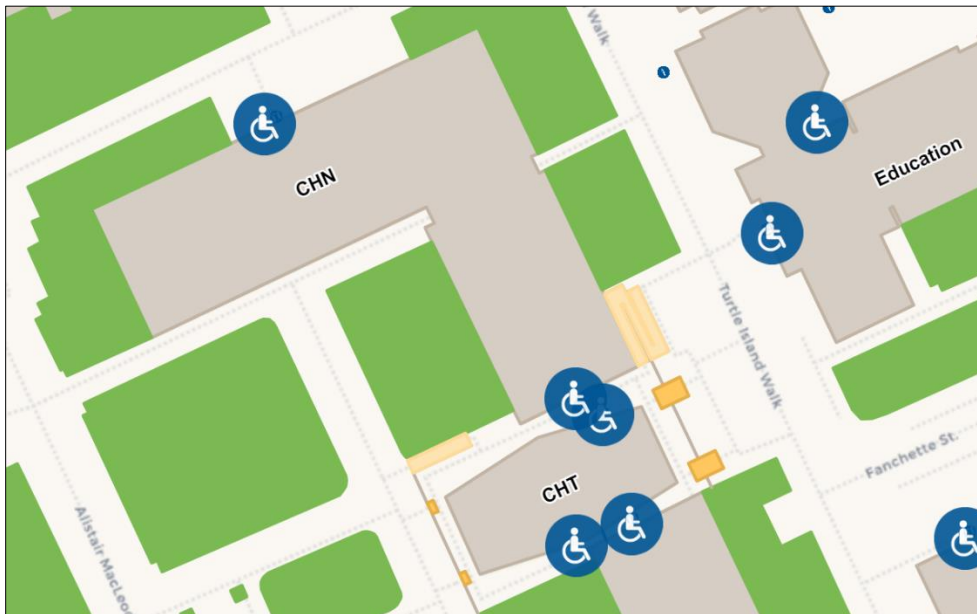 Walk
CHN
Education
Turtle Island Walk
CHT
Fanchette St.
Alistair MacLeod